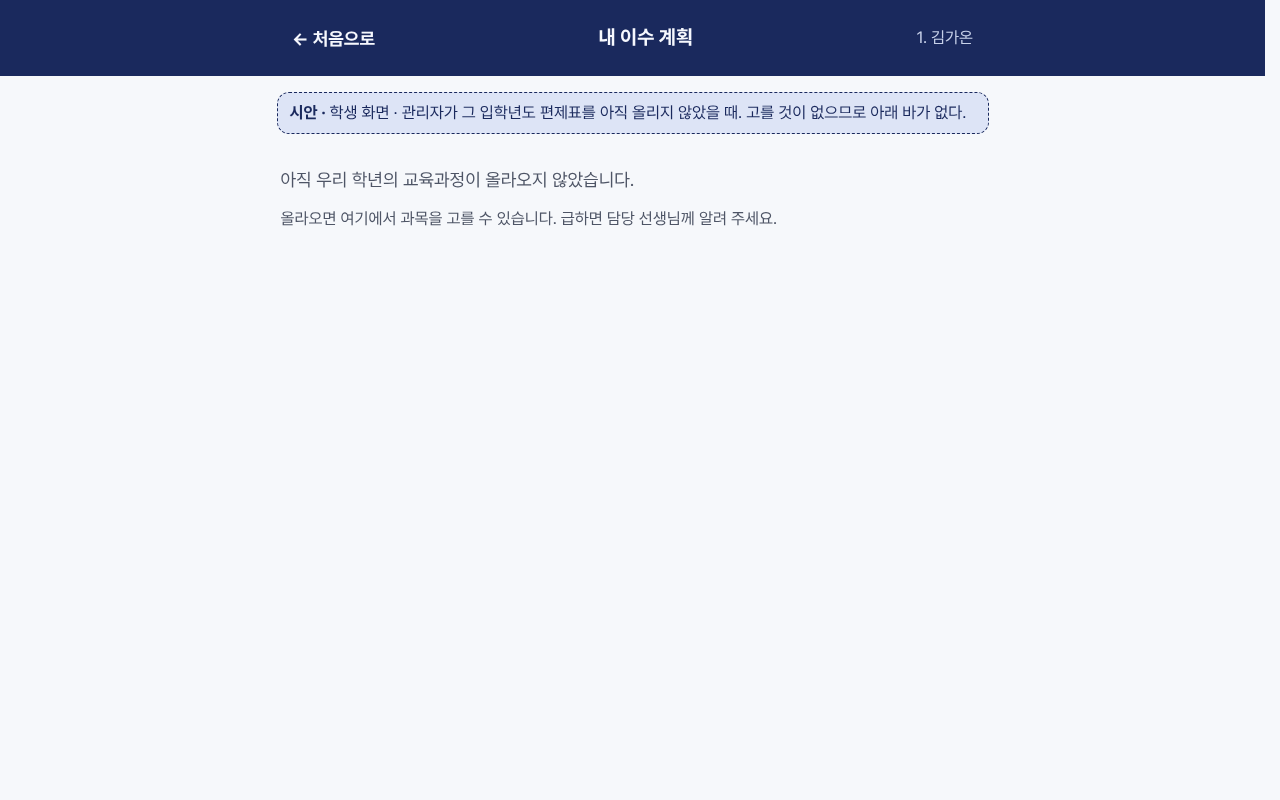 ← 처음으로
내 이수 계획
1. 김가온
시안 · 학생 화면 · 관리자가 그 입학년도 편제표를 아직 올리지 않았을 때. 고를 것이 없으므로 아래 바가 없다.
아직 우리 학년의 교육과정이 올라오지 않았습니다.
올라오면 여기에서 과목을 고를 수 있습니다. 급하면 담당 선생님께 알려 주세요.